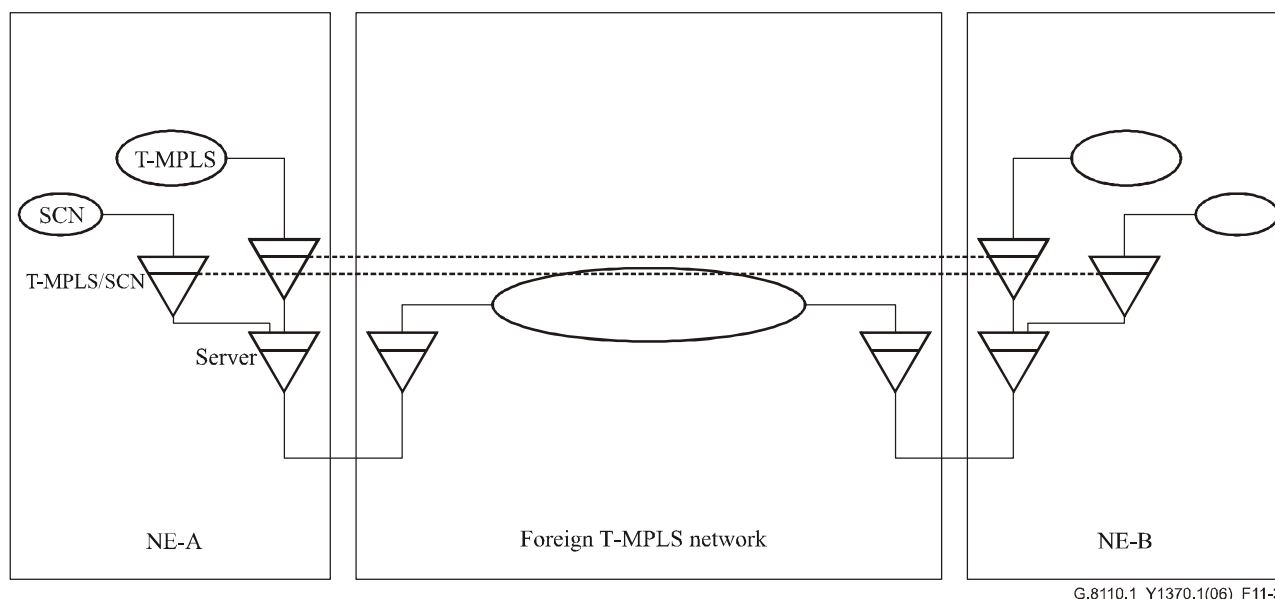 T-MPLS
SCN
T-MPLS/SCN
Server
NE-A
Foreign T-MPLS network
NE-B
G.8110.1_Y1370.1(06)_F11-